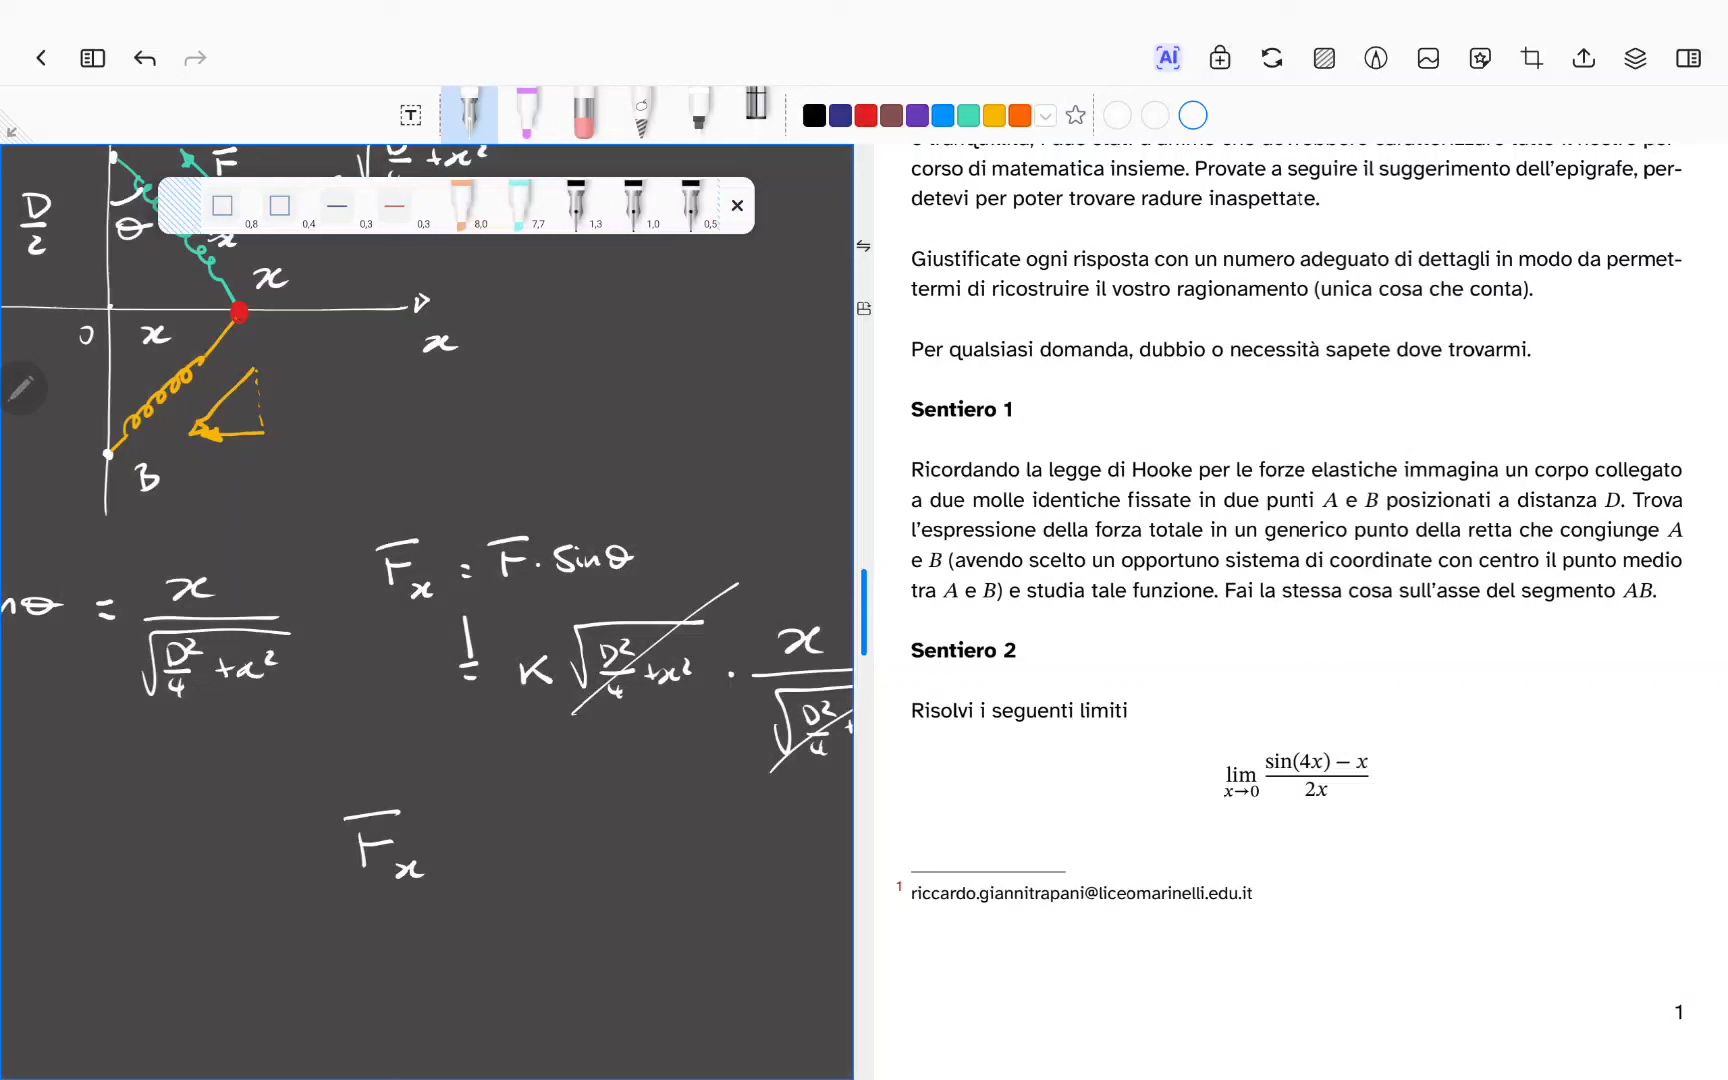 D/2
θ
F
√ D/4 + x²
x
x
0 x
x
B
0,8 0,4 0,3 0,3 8,0 7,7 1,3 1,0 0,5
F̅x = F̅ · sinθ
nθ = x / √(D²/4 + x²)
= K √(D²/4 + x²) · x / √(D²/4 +
F̅x
AI
T
corso di matematica insieme. Provate a seguire il suggerimento dell’epigrafe, per-
detevi per poter trovare radure inaspettate.
Giustificate ogni risposta con un numero adeguato di dettagli in modo da permet-
termi di ricostruire il vostro ragionamento (unica cosa che conta).
Per qualsiasi domanda, dubbio o necessità sapete dove trovarmi.
Sentiero 1
Ricordando la legge di Hooke per le forze elastiche immagina un corpo collegato
a due molle identiche fissate in due punti A e B posizionati a distanza D. Trova
l’espressione della forza totale in un generico punto della retta che congiunge A
e B (avendo scelto un opportuno sistema di coordinate con centro il punto medio
tra A e B) e studia tale funzione. Fai la stessa cosa sull’asse del segmento AB.
Sentiero 2
Risolvi i seguenti limiti
lim x→0 sin(4x) − x / 2x
1 riccardo.giannitrapani@liceomarinelli.edu.it
1